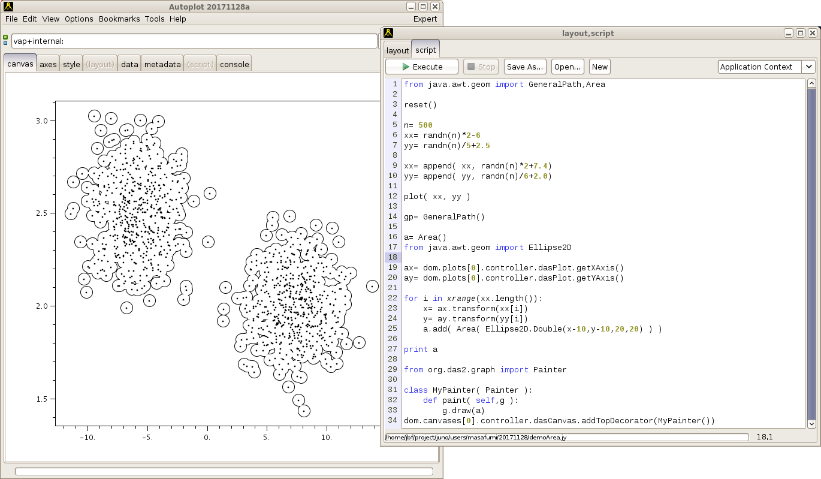 Autoplot 20171128a
File Edit View Options Bookmarks Tools Help Expert
vap+internal:
canvas axes style (layout) data metadata (error) console
3.0
2.5
2.0
1.5
-10. -5. 0. 5. 10.
layout,script
layout script
Execute Stop Save As... Open... New Application Context
1 from java.awt.geom import GeneralPath,Area
2
3 reset()
4
5 n= 500
6 xx= randn(n)*2-6
7 yy= randn(n)/5+2.5
8
9 xx= append( xx, randn(n)*2+7.4)
10 yy= append( yy, randn(n)/6+2.0)
11
12 plot( xx, yy )
13
14 gp= GeneralPath()
15
16 a= Area()
17 from java.awt.geom import Ellipse2D
18
19 ax= dom.plots[0].controller.dasPlot.getXAxis()
20 ay= dom.plots[0].controller.dasPlot.getYAxis()
21
22 for i in xrange(xx.length()):
23 x= ax.transform(xx[i])
24 y= ay.transform(yy[i])
25 a.add( Area( Ellipse2D.Double(x-10,y-10,20,20) ) )
26
27 print a
28
29 from org.das2.graph import Painter
30
31 class MyPainter( Painter ):
32 def paint( self,g ):
33 g.draw(a)
34 dom.canvases[0].controller.dasCanvas.addTopDecorator(MyPainter())
/home/jbf/project/juno/users/masafumi/20171128/demoArea.jy 18,1